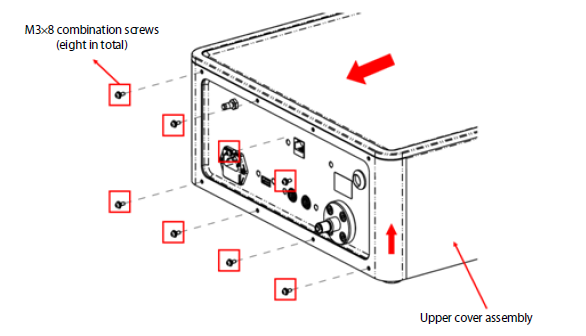 M3×8 combination screws
(eight in total)
Upper cover assembly